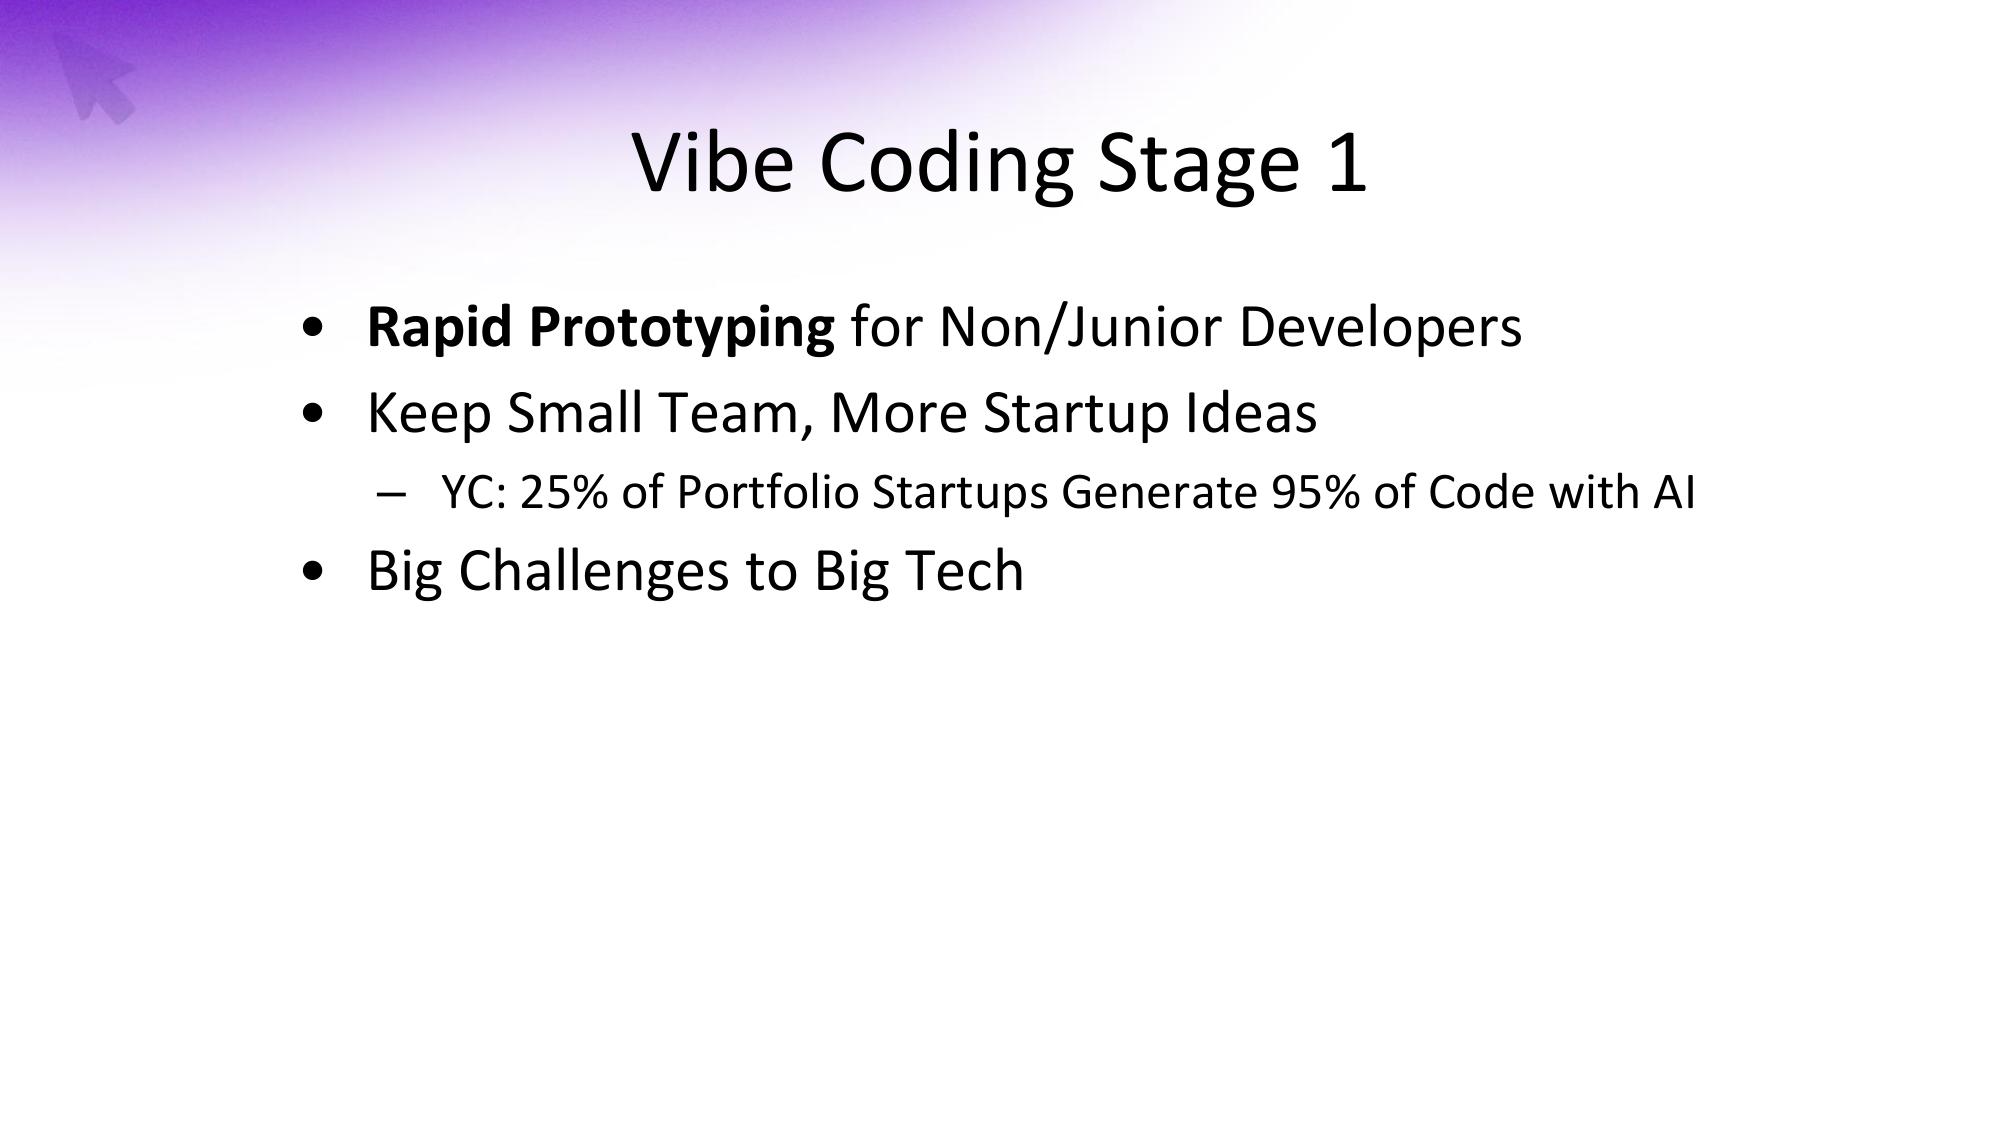 Vibe Coding Stage 1
• Rapid Prototyping for Non/Junior Developers
• Keep Small Team, More Startup Ideas
– YC: 25% of Portfolio Startups Generate 95% of Code with AI
• Big Challenges to Big Tech